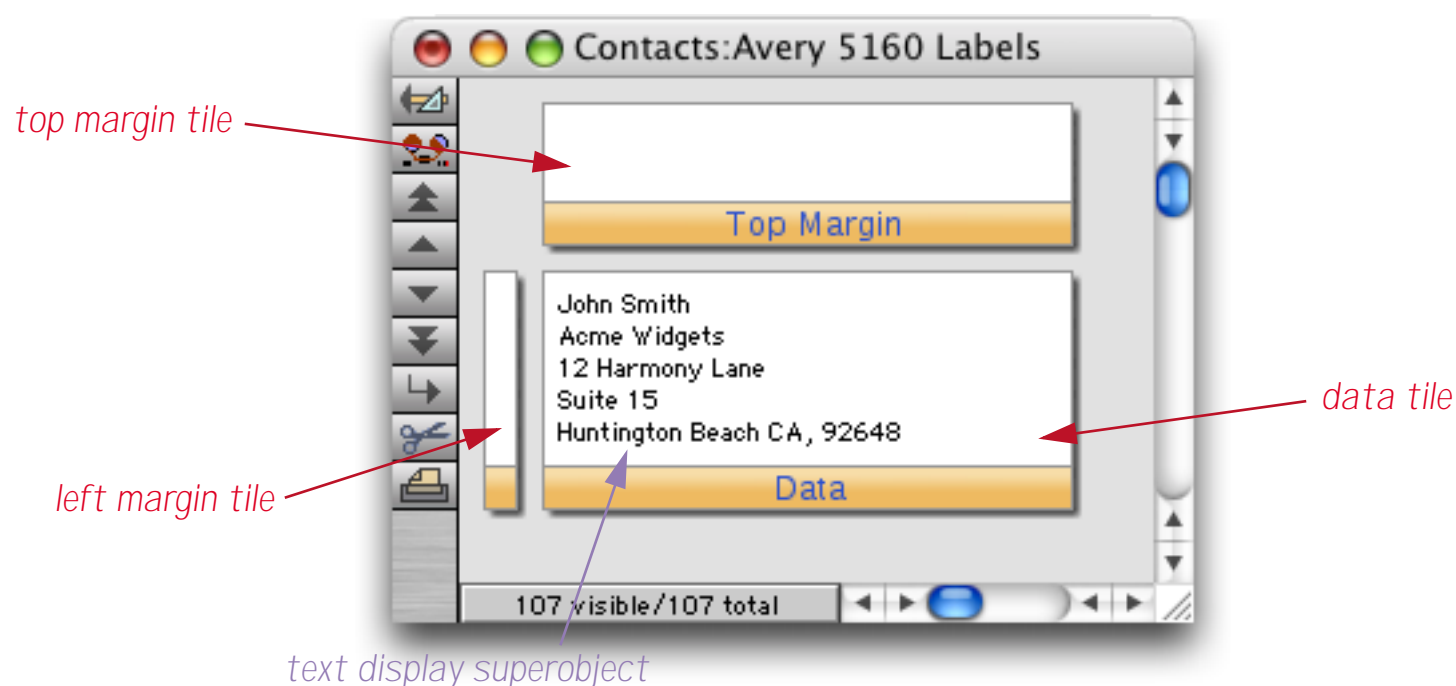 Contacts:Avery 5160 Labels
top margin tile
Top Margin
John Smith
Acme Widgets
12 Harmony Lane
Suite 15
Huntington Beach CA, 92648
data tile
left margin tile
Data
107 visible/107 total
text display superobject